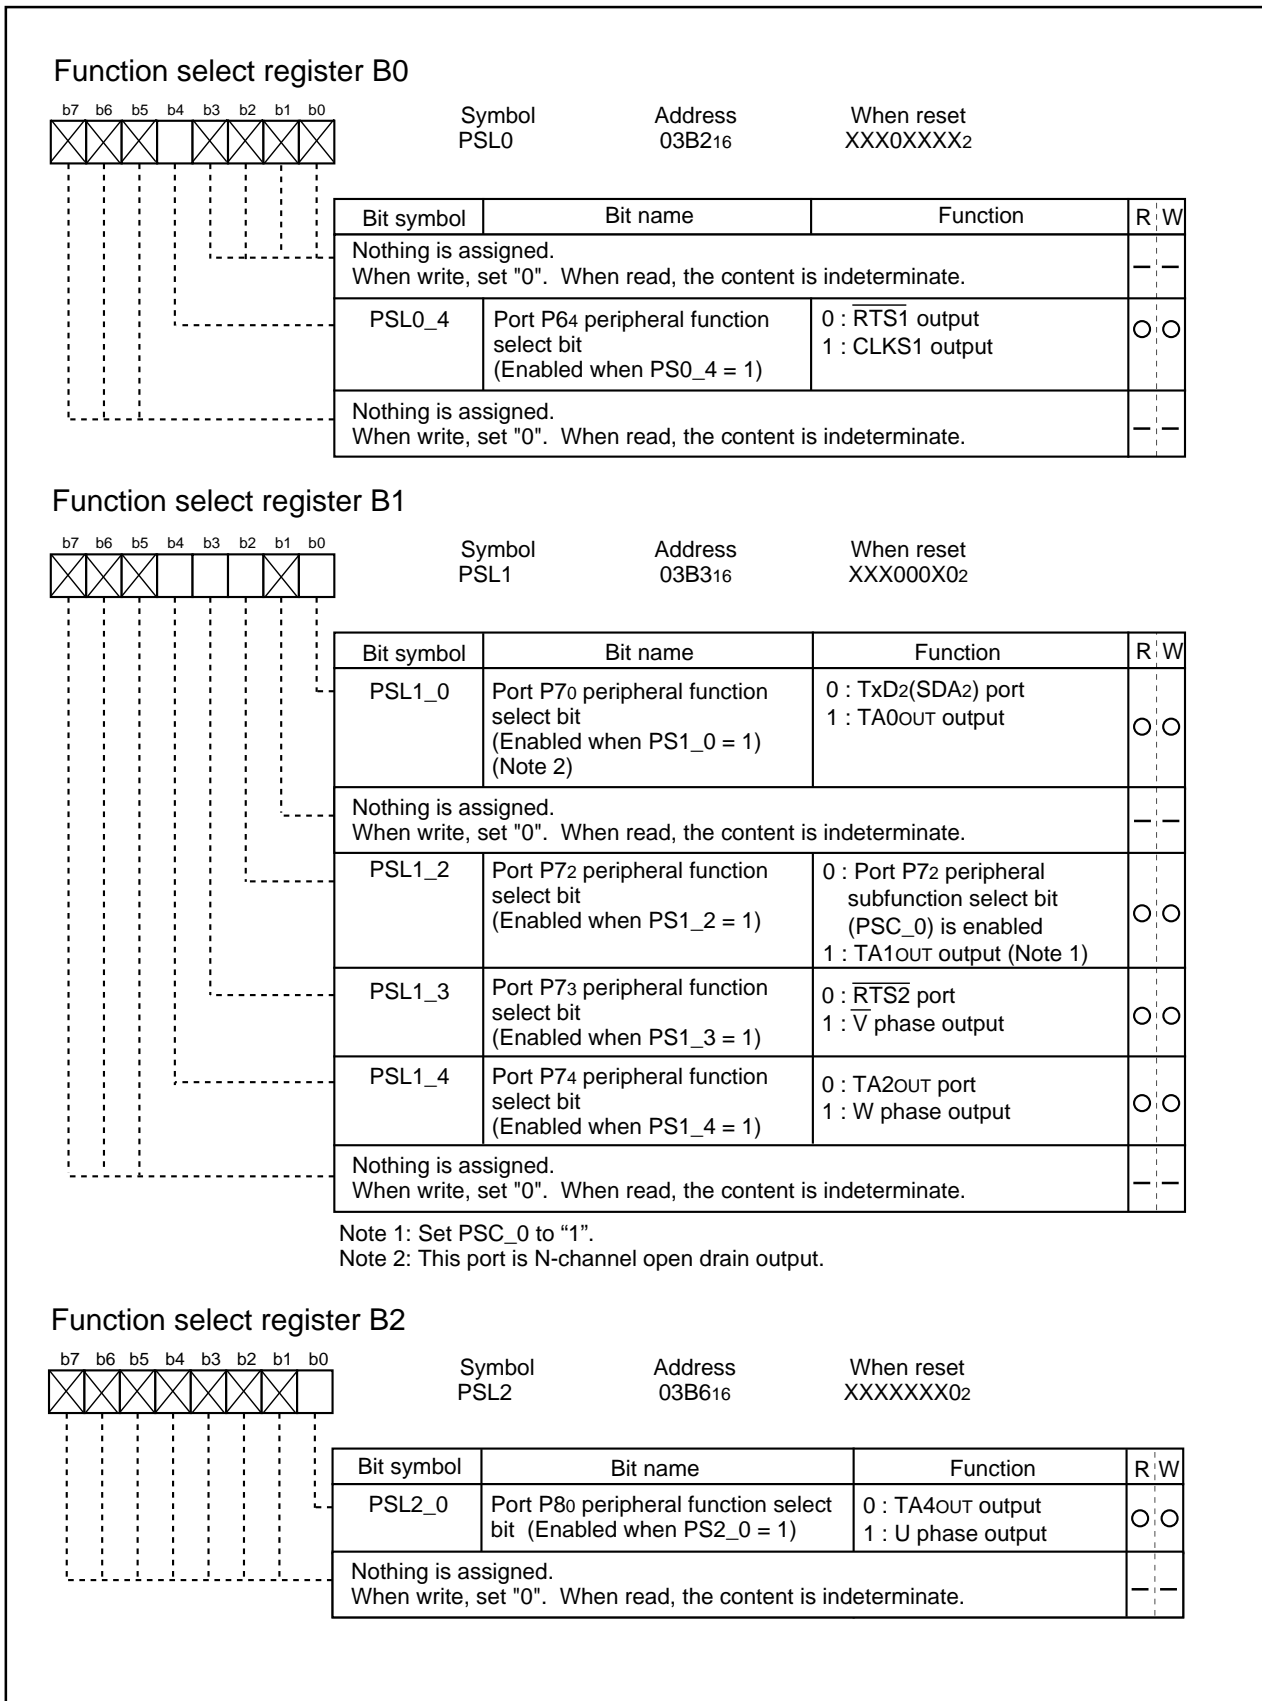 Function select register B0
b7 b6 b5 b4 b3 b2 b1 b0
Symbol Address When reset
PSL0 03B216 XXX0XXXX2
Bit symbol Bit name Function R W
Nothing is assigned.
When write, set "0". When read, the content is indeterminate.
PSL0_4 Port P64 peripheral function 0 : RTS1 output
select bit 1 : CLKS1 output
(Enabled when PS0_4 = 1)
Nothing is assigned.
When write, set "0". When read, the content is indeterminate.
Function select register B1
b7 b6 b5 b4 b3 b2 b1 b0
Symbol Address When reset
PSL1 03B316 XXX000X02
Bit symbol Bit name Function R W
PSL1_0 Port P70 peripheral function 0 : TxD2(SDA2) port
select bit 1 : TA0OUT output
(Enabled when PS1_0 = 1)
(Note 2)
Nothing is assigned.
When write, set "0". When read, the content is indeterminate.
PSL1_2 Port P72 peripheral function 0 : Port P72 peripheral
select bit subfunction select bit
(Enabled when PS1_2 = 1) (PSC_0) is enabled
1 : TA1OUT output (Note 1)
PSL1_3 Port P73 peripheral function 0 : RTS2 port
select bit 1 : V phase output
(Enabled when PS1_3 = 1)
PSL1_4 Port P74 peripheral function 0 : TA2OUT port
select bit 1 : W phase output
(Enabled when PS1_4 = 1)
Nothing is assigned.
When write, set "0". When read, the content is indeterminate.
Note 1: Set PSC_0 to “1”.
Note 2: This port is N-channel open drain output.
Function select register B2
b7 b6 b5 b4 b3 b2 b1 b0
Symbol Address When reset
PSL2 03B616 XXXXXXX02
Bit symbol Bit name Function R W
PSL2_0 Port P80 peripheral function select 0 : TA4OUT output
bit (Enabled when PS2_0 = 1) 1 : U phase output
Nothing is assigned.
When write, set "0". When read, the content is indeterminate.